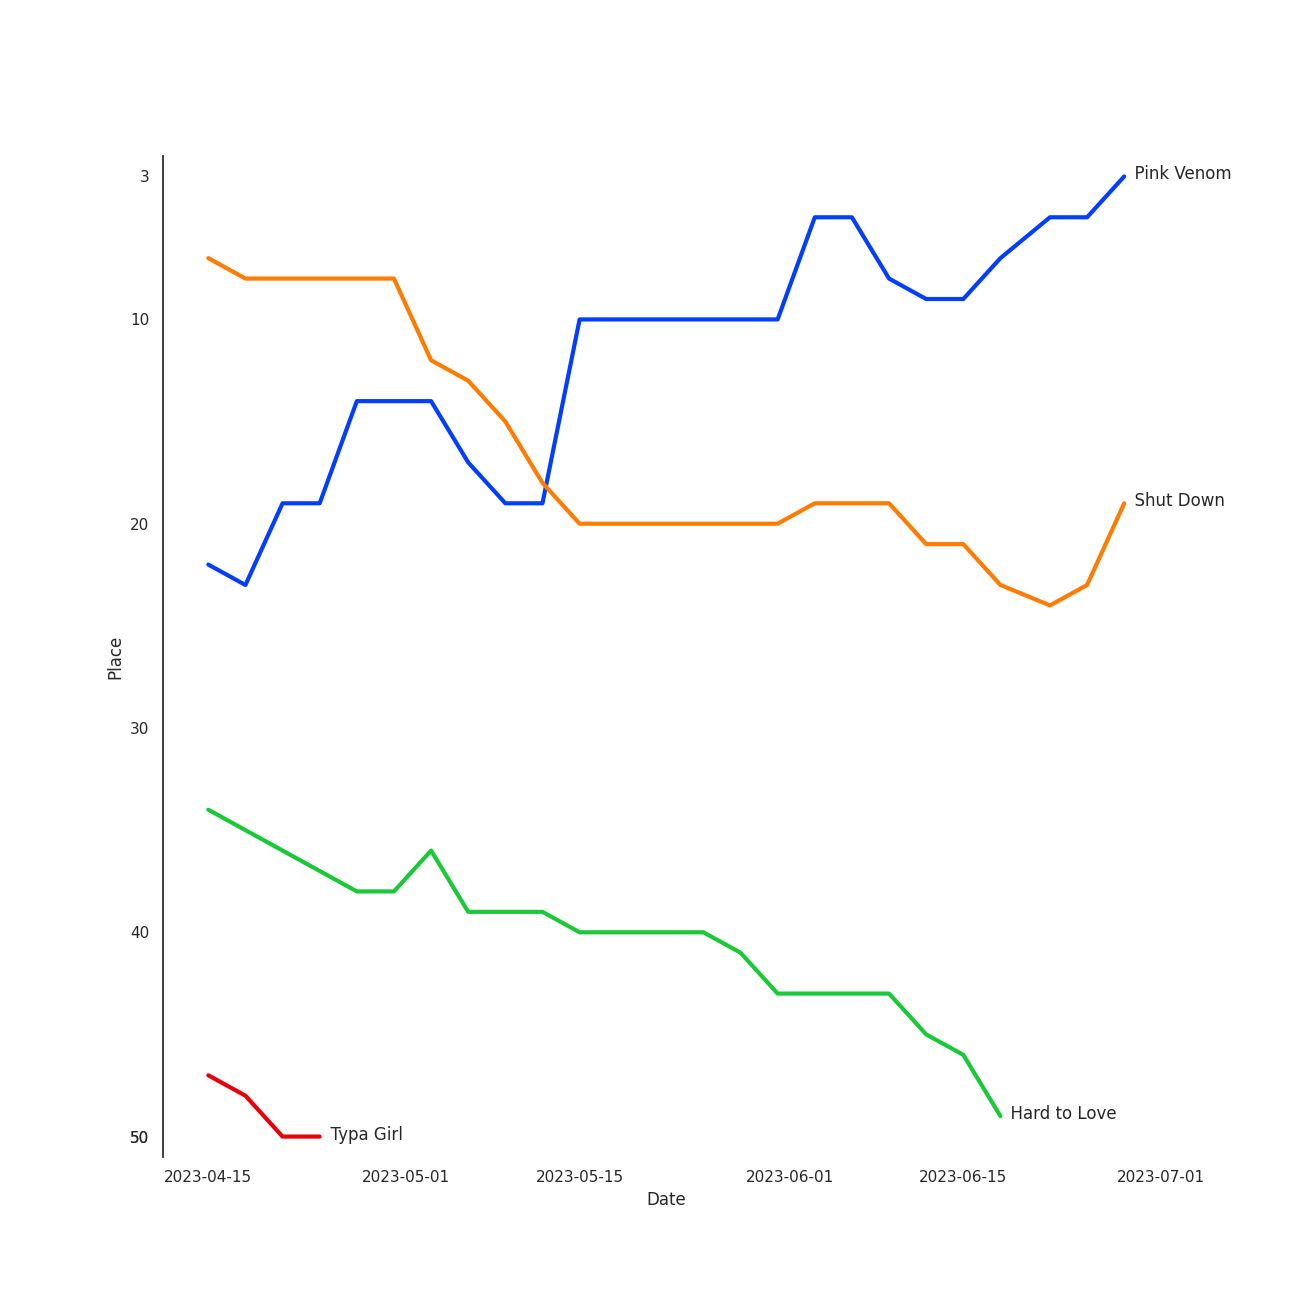 3
Pink Venom
10
20
Shut Down
Place
30
40
Hard to Love
50
Typa Girl
2023-04-15
2023-05-01
2023-05-15
2023-06-01
2023-06-15
2023-07-01
Date